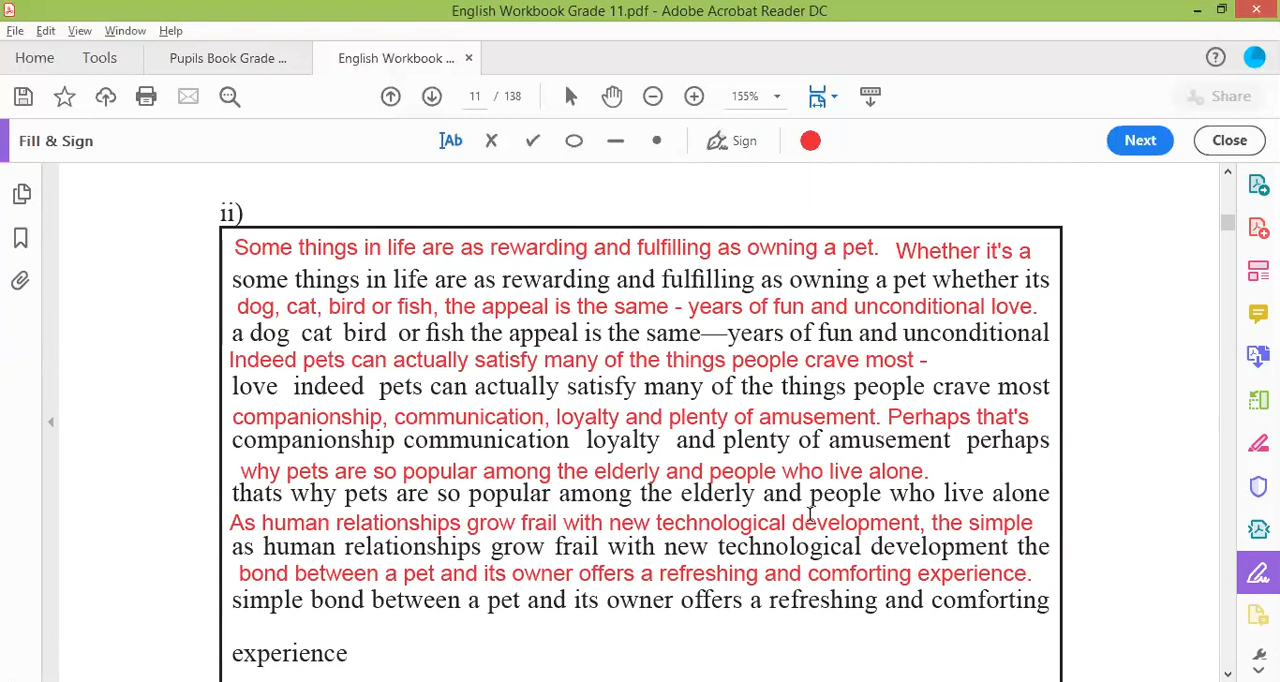 English Workbook Grade 11.pdf - Adobe Acrobat Reader DC
File Edit View Window Help
Home Tools Pupils Book Grade ... English Workbook ... ×
11 / 138 155% Share
Fill & Sign Ab Sign Next Close
ii)
Some things in life are as rewarding and fulfilling as owning a pet. Whether it's a
some things in life are as rewarding and fulfilling as owning a pet whether its
dog, cat, bird or fish, the appeal is the same - years of fun and unconditional love.
a dog cat bird or fish the appeal is the same—years of fun and unconditional
Indeed pets can actually satisfy many of the things people crave most -
love indeed pets can actually satisfy many of the things people crave most
companionship, communication, loyalty and plenty of amusement. Perhaps that's
companionship communication loyalty and plenty of amusement perhaps
why pets are so popular among the elderly and people who live alone.
thats why pets are so popular among the elderly and people who live alone
As human relationships grow frail with new technological development, the simple
as human relationships grow frail with new technological development the
bond between a pet and its owner offers a refreshing and comforting experience.
simple bond between a pet and its owner offers a refreshing and comforting
experience